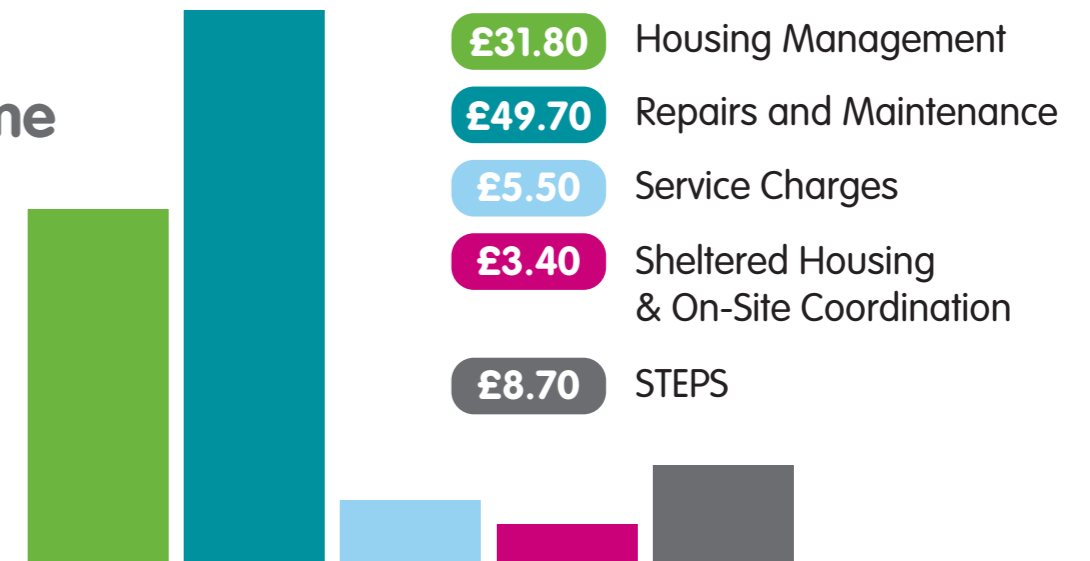 £31.80 Housing Management
£49.70 Repairs and Maintenance
£5.50 Service Charges
£3.40 Sheltered Housing
& On-Site Coordination
£8.70 STEPS